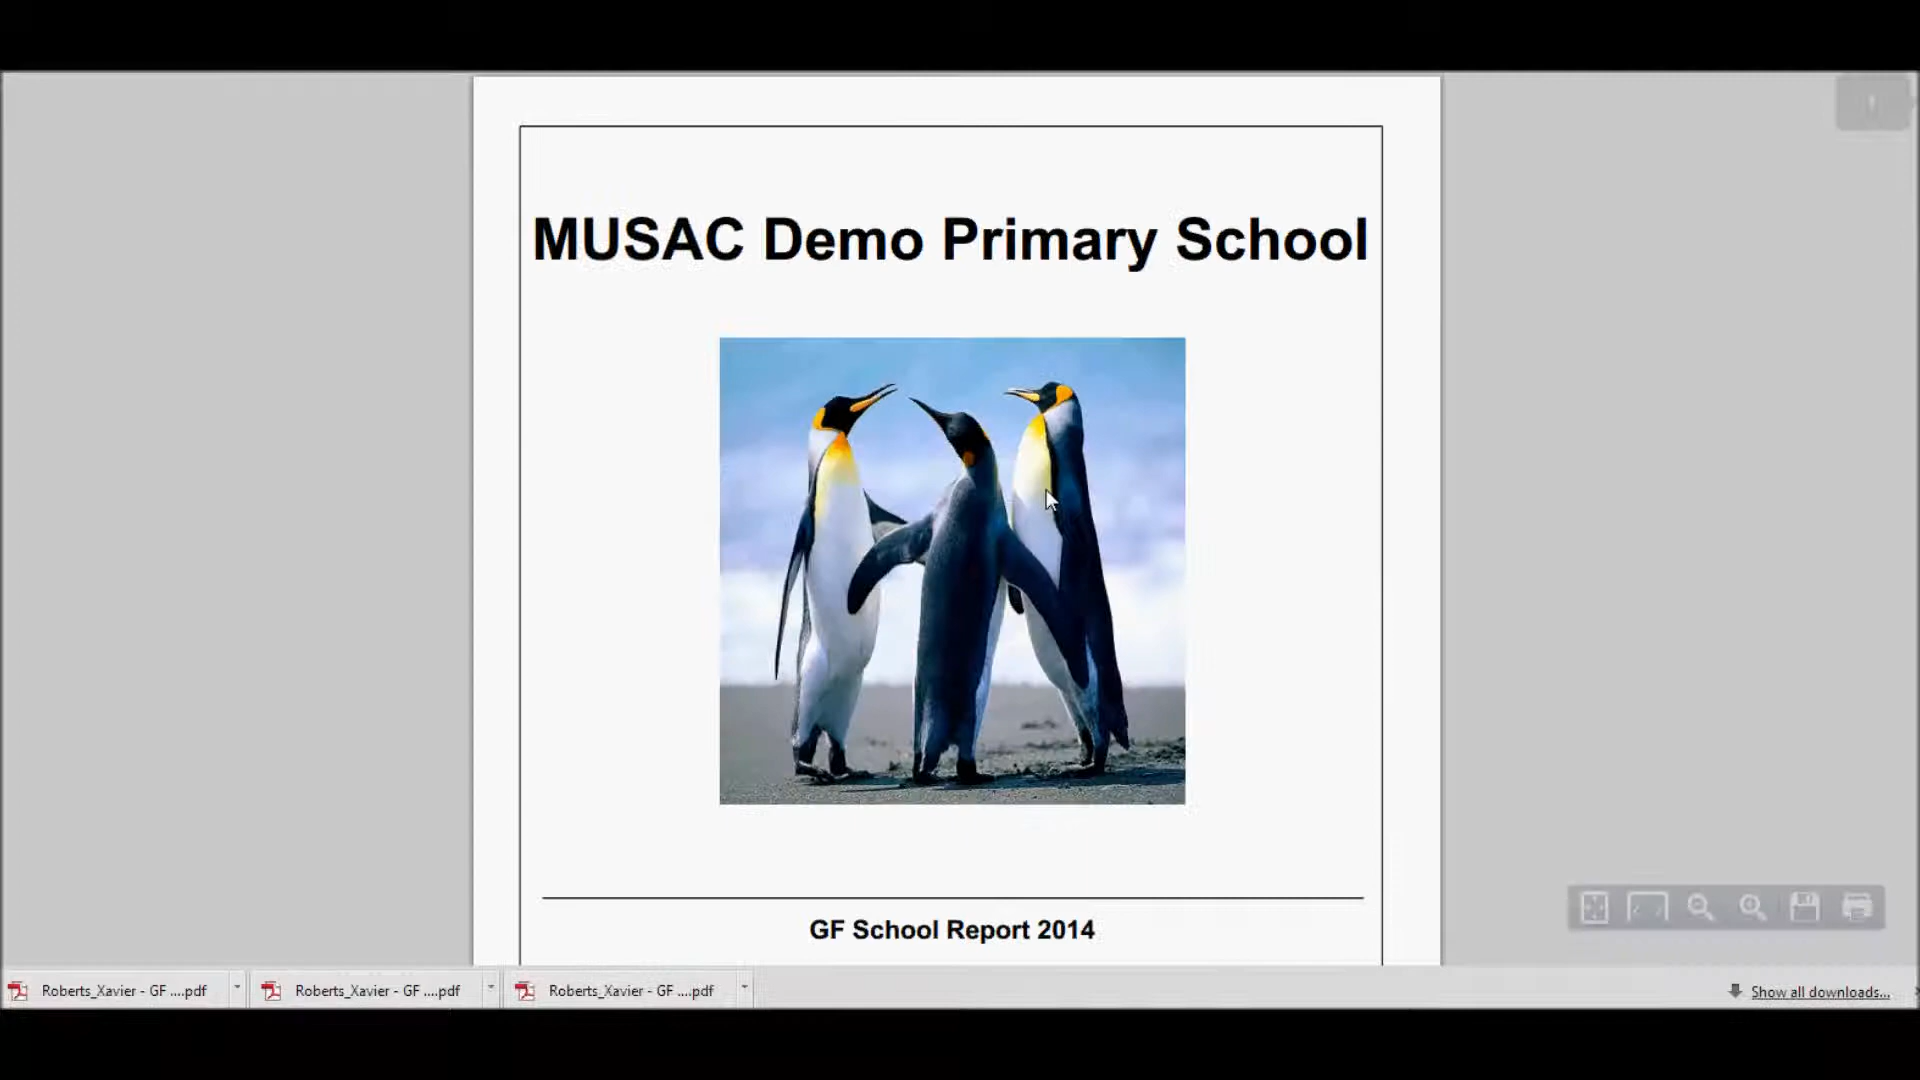 MUSAC Demo Primary School
GF School Report 2014
Roberts_Xavier - GF ....pdf
Roberts_Xavier - GF ....pdf
Roberts_Xavier - GF ....pdf
Show all downloads...